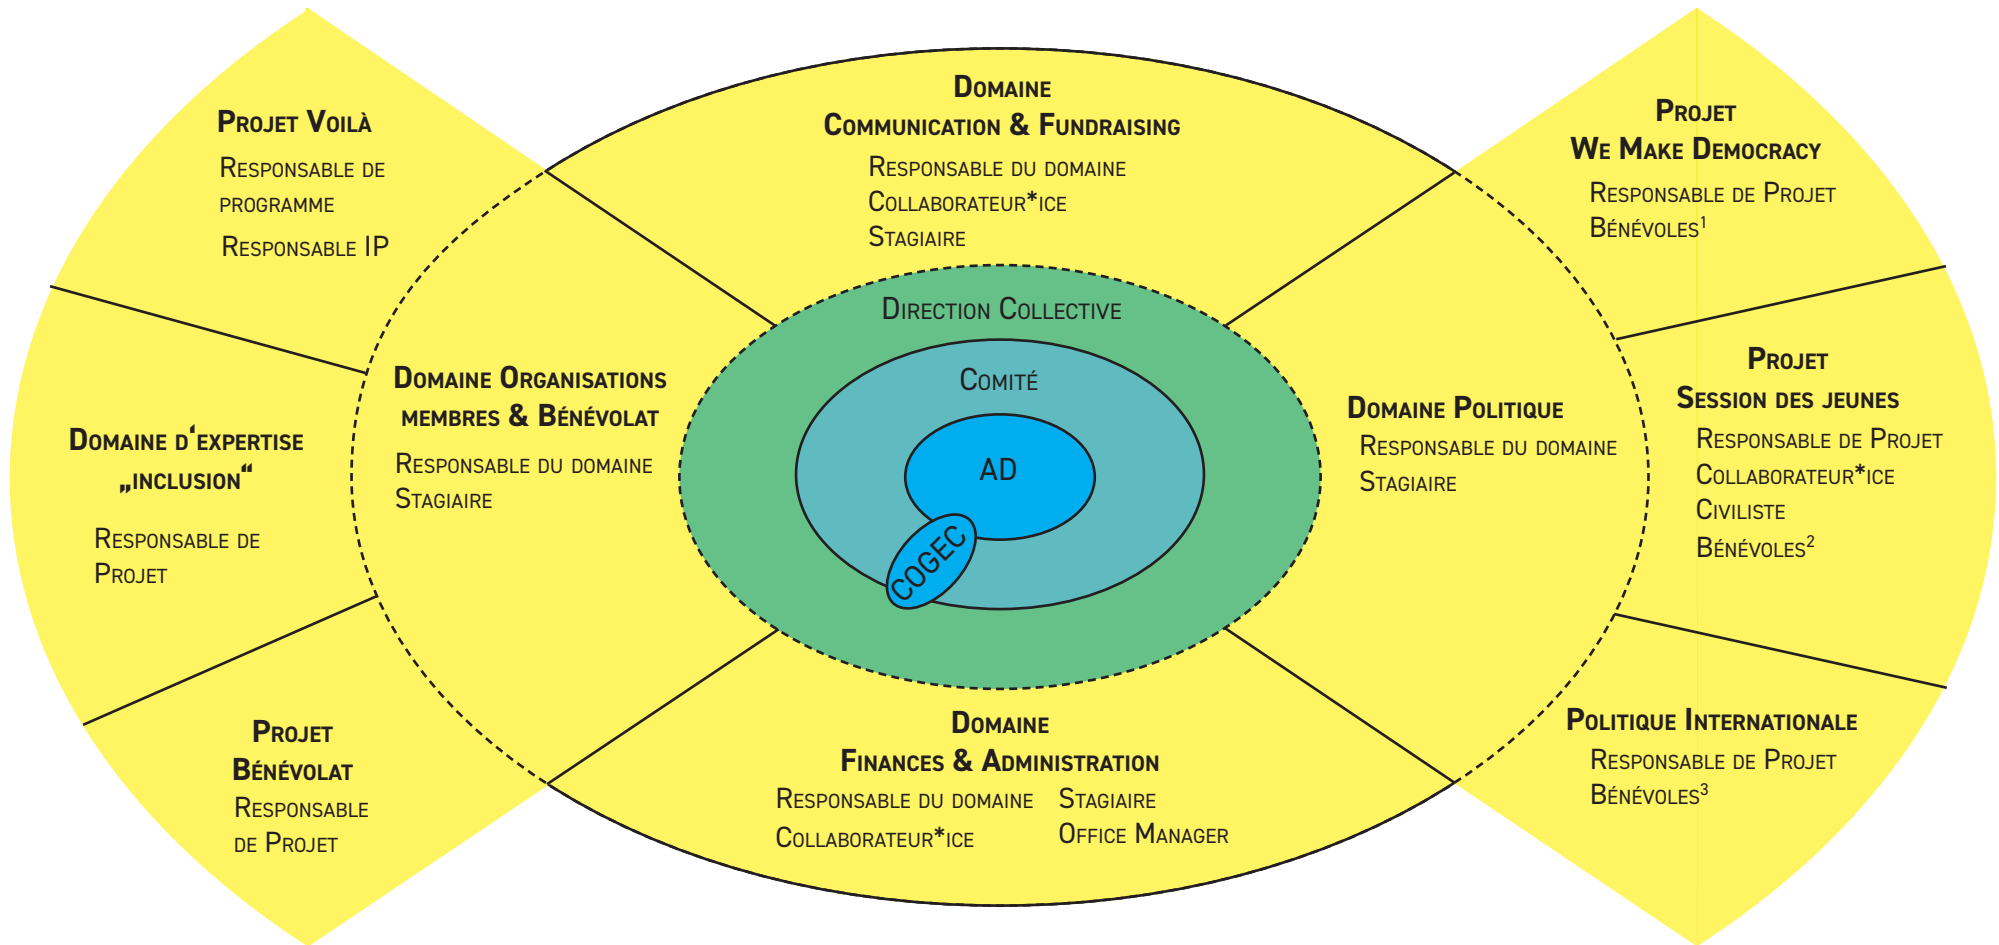 Projet Voilà
Responsable de
programme
Responsable IP
Domaine d'expertise
„inclusion“
Responsable de
Projet
Projet
Bénévolat
Responsable
de Projet
Domaine Organisations
membres & Bénévolat
Responsable du domaine
Stagiaire
Domaine
Communication & Fundraising
Responsable du domaine
Collaborateur*ice
Stagiaire
Direction Collective
Comité
AD
COGEC
Domaine
Finances & Administration
Responsable du domaine
Collaborateur*ice
Stagiaire
Office Manager
Domaine Politique
Responsable du domaine
Stagiaire
Projet
We Make Democracy
Responsable de Projet
Bénévoles¹
Projet
Session des jeunes
Responsable de Projet
Collaborateur*ice
Civiliste
Bénévoles²
Politique Internationale
Responsable de Projet
Bénévoles³